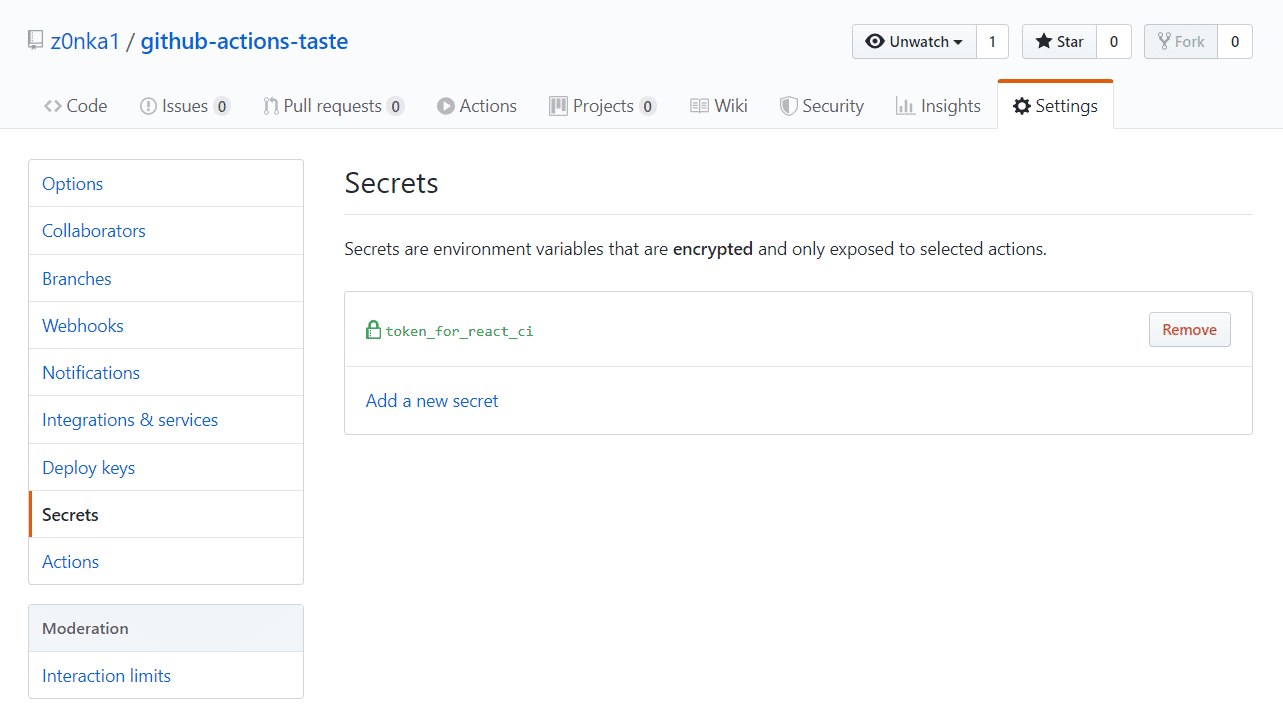 z0nka1 / github-actions-taste
Unwatch 1 Star 0 Fork 0
Code Issues 0 Pull requests 0 Actions Projects 0 Wiki Security Insights Settings
Options
Collaborators
Branches
Webhooks
Notifications
Integrations & services
Deploy keys
Secrets
Actions
Moderation
Interaction limits
Secrets
Secrets are environment variables that are encrypted and only exposed to selected actions.
token_for_react_ci Remove
Add a new secret